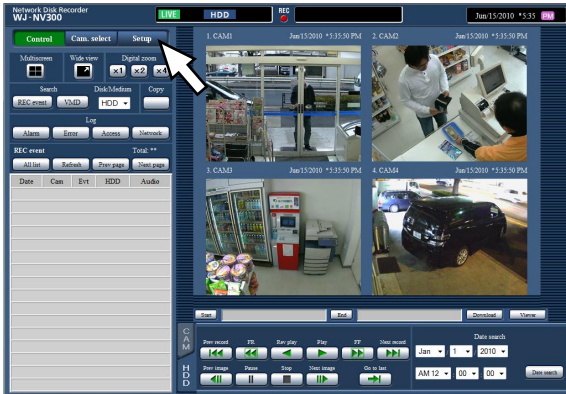 Network Disk Recorder
WJ-NV300
LIVE HDD
REC
Jun/15/2010 *5:35 PM
Control Cam. select Setup
Multiscreen Wide view Digital zoom
x1 x2 x4
Search Disk/Medium Copy
REC event VMD HDD
Log
Alarm Error Access Network
REC event Total: **
All list Refresh Prev page Next page
Date Cam Evt HDD Audio
1. CAM1 Jun/15/2010 *5:35:50 PM
2. CAM2 Jun/15/2010 *5:35:50 PM
3. CAM3 Jun/15/2010 *5:35:50 PM
4. CAM4 Jun/15/2010 *5:35:50 PM
Start End Download Viewer
CAM
HDD
Prev record FR Rev play Play FF Next record
Prev image Pause Stop Next image Go to last
Date search
Jan 1 2010
AM 12 00 00 Date search